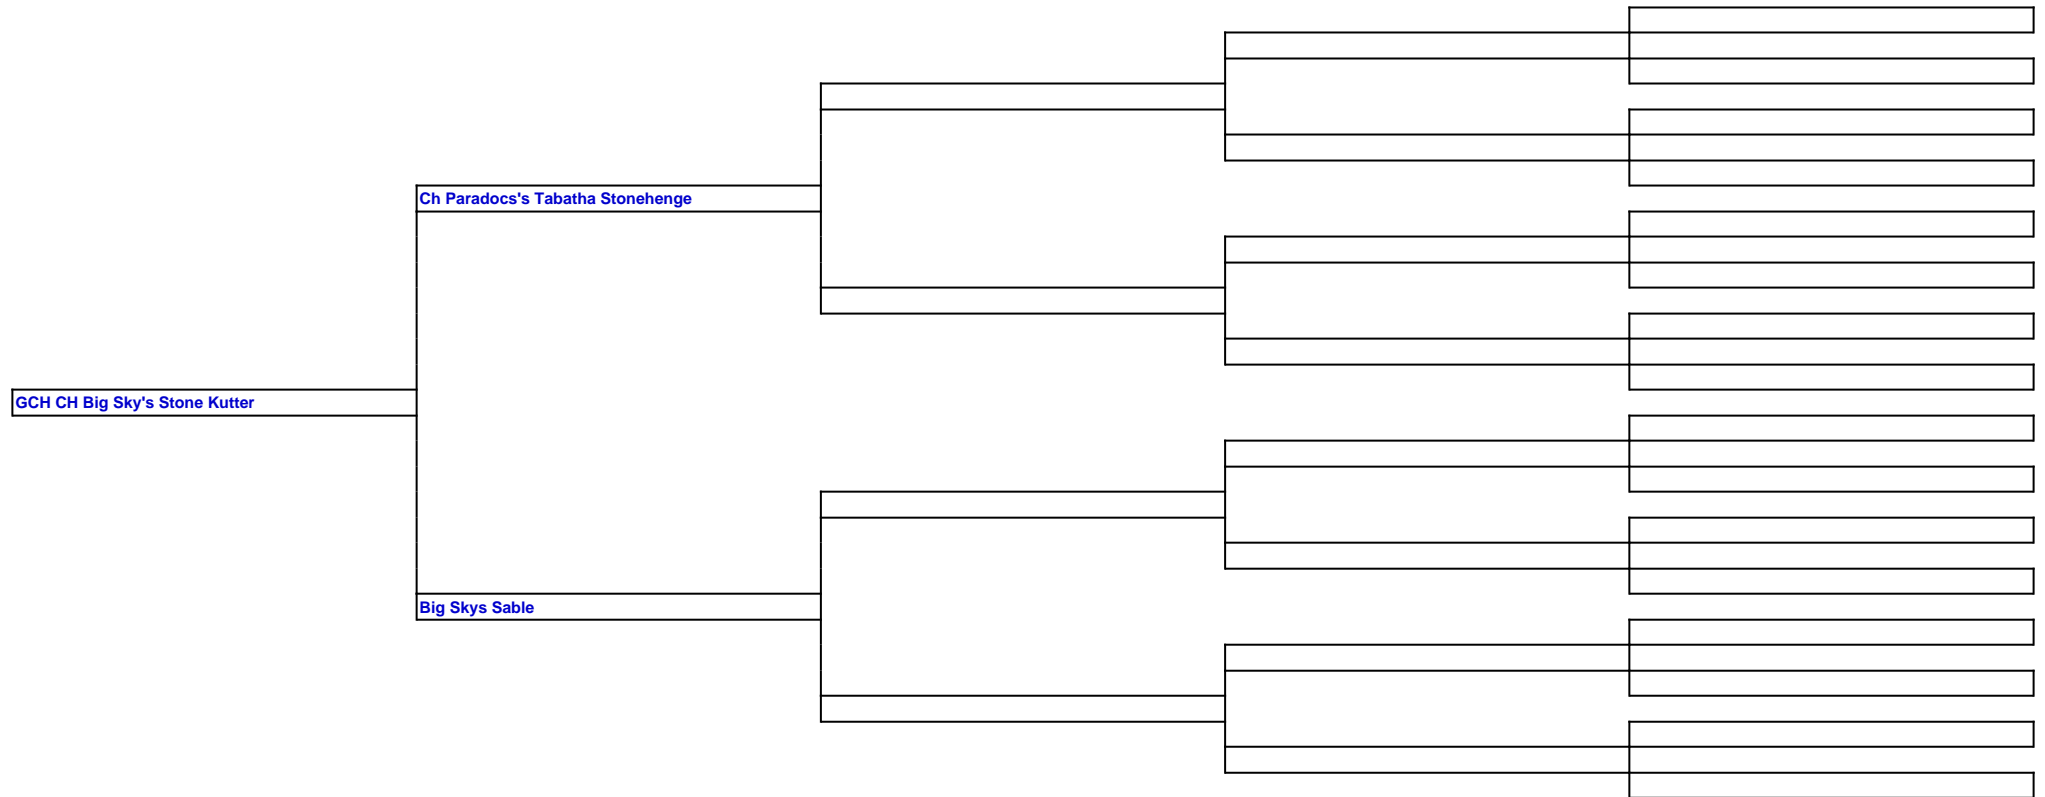 Ch Paradocs's Tabatha Stonehenge
GCH CH Big Sky's Stone Kutter
Big Skys Sable